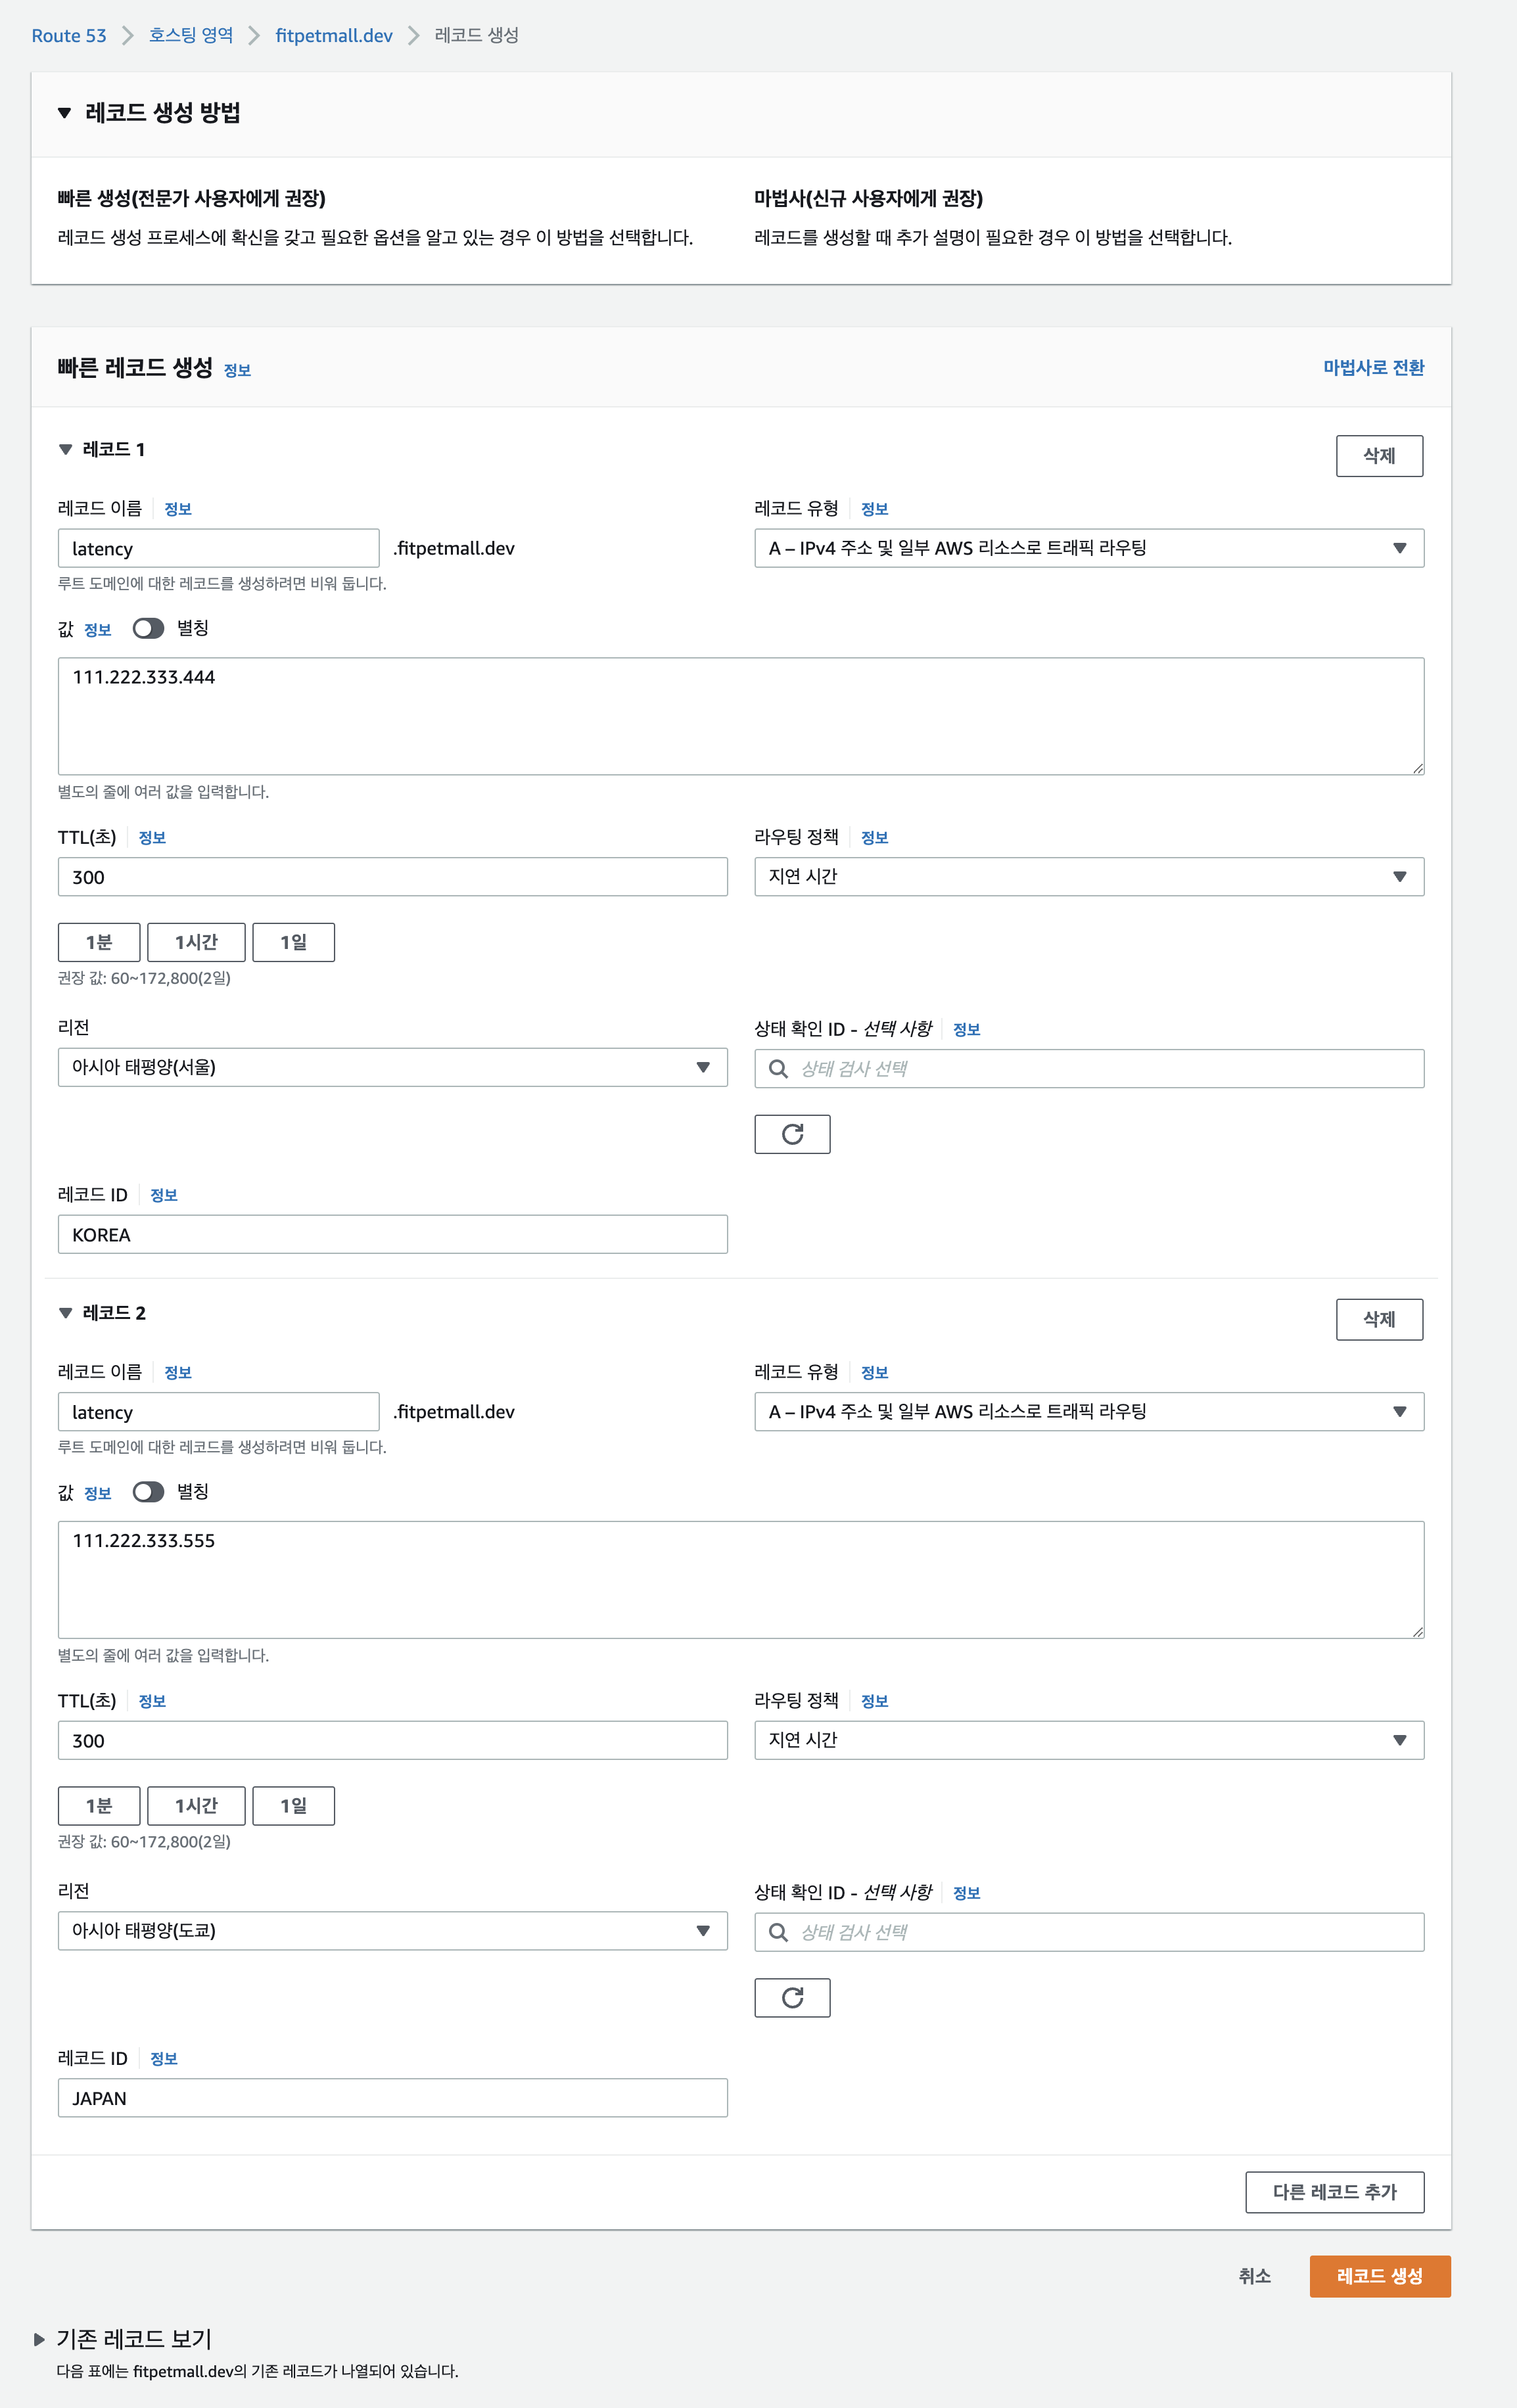 Route 53 > 호스팅 영역 > fitpetmall.dev > 레코드 생성
레코드 생성 방법
빠른 생성(전문가 사용자에게 권장)
레코드 생성 프로세스에 확신을 갖고 필요한 옵션을 알고 있는 경우 이 방법을 선택합니다.
마법사(신규 사용자에게 권장)
레코드를 생성할 때 추가 설명이 필요한 경우 이 방법을 선택합니다.
빠른 레코드 생성 정보
마법사로 전환
레코드 1
삭제
레코드 이름 정보
레코드 유형 정보
latency .fitpetmall.dev
A – IPv4 주소 및 일부 AWS 리소스로 트래픽 라우팅
루트 도메인에 대한 레코드를 생성하려면 비워 둡니다.
값 정보 별칭
111.222.333.444
별도의 줄에 여러 값을 입력합니다.
TTL(초) 정보
라우팅 정책 정보
300
지연 시간
1분 1시간 1일
권장 값: 60~172,800(2일)
리전
상태 확인 ID - 선택 사항 정보
아시아 태평양(서울)
상태 검사 선택
레코드 ID 정보
KOREA
레코드 2
삭제
레코드 이름 정보
레코드 유형 정보
latency .fitpetmall.dev
A – IPv4 주소 및 일부 AWS 리소스로 트래픽 라우팅
루트 도메인에 대한 레코드를 생성하려면 비워 둡니다.
값 정보 별칭
111.222.333.555
별도의 줄에 여러 값을 입력합니다.
TTL(초) 정보
라우팅 정책 정보
300
지연 시간
1분 1시간 1일
권장 값: 60~172,800(2일)
리전
상태 확인 ID - 선택 사항 정보
아시아 태평양(도쿄)
상태 검사 선택
레코드 ID 정보
JAPAN
다른 레코드 추가
취소
레코드 생성
기존 레코드 보기
다음 표에는 fitpetmall.dev의 기존 레코드가 나열되어 있습니다.